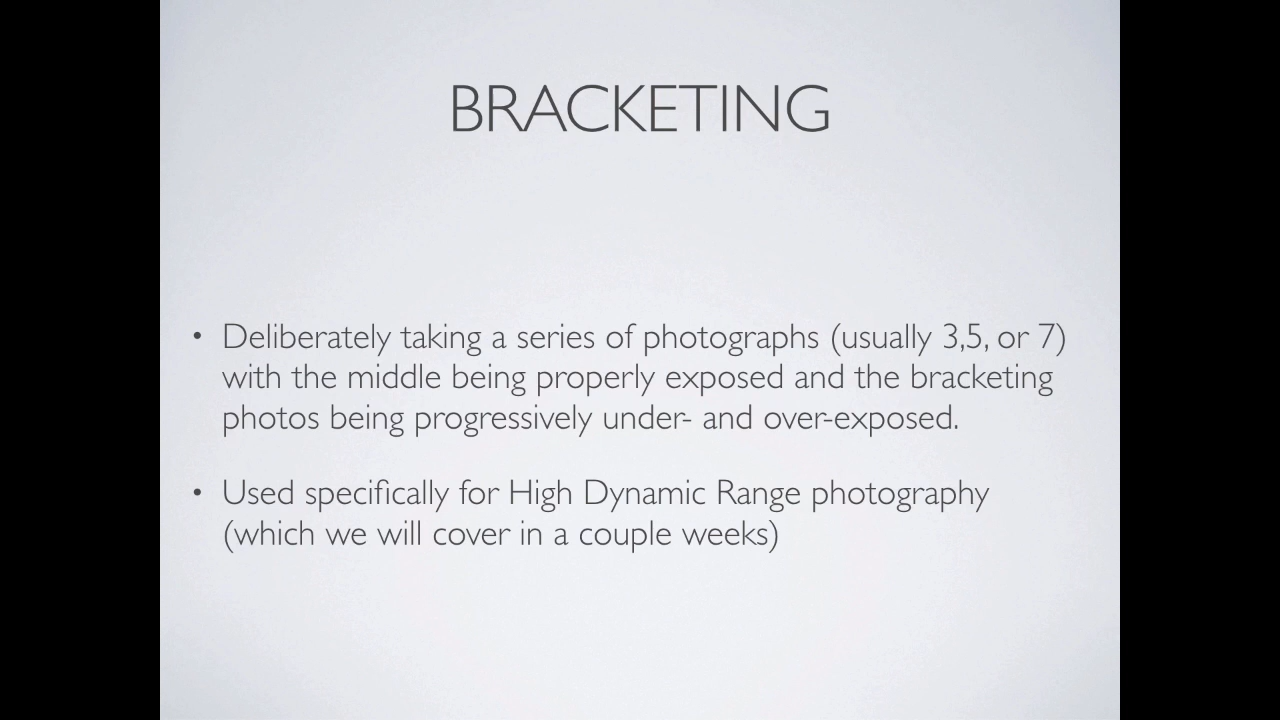 BRACKETING
• Deliberately taking a series of photographs (usually 3,5, or 7)
with the middle being properly exposed and the bracketing
photos being progressively under- and over-exposed.
• Used specifically for High Dynamic Range photography
(which we will cover in a couple weeks)